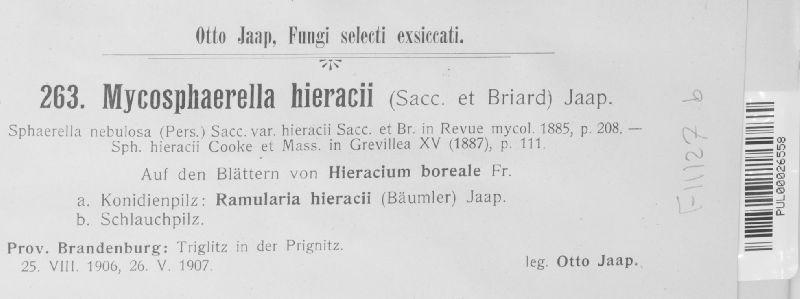 Otto Jaap, Fungi selecti exsiccati.
263. Mycosphaerella hieracii (Sacc. et Briard) Jaap.
Sphaerella nebulosa (Pers.) Sacc. var. hieracii Sacc. et Br. in Revue mycol. 1885, p. 208. —
Sph. hieracii Cooke et Mass. in Grevillea XV (1887), p. 111.
Auf den Blättern von Hieracium boreale Fr.
a. Konidienpilz: Ramularia hieracii (Bäumler) Jaap.
b. Schlauchpilz.
Prov. Brandenburg: Triglitz in der Prignitz.
25. VIII. 1906, 26. V. 1907.
leg. Otto Jaap.
F11127 b
PUL00026558